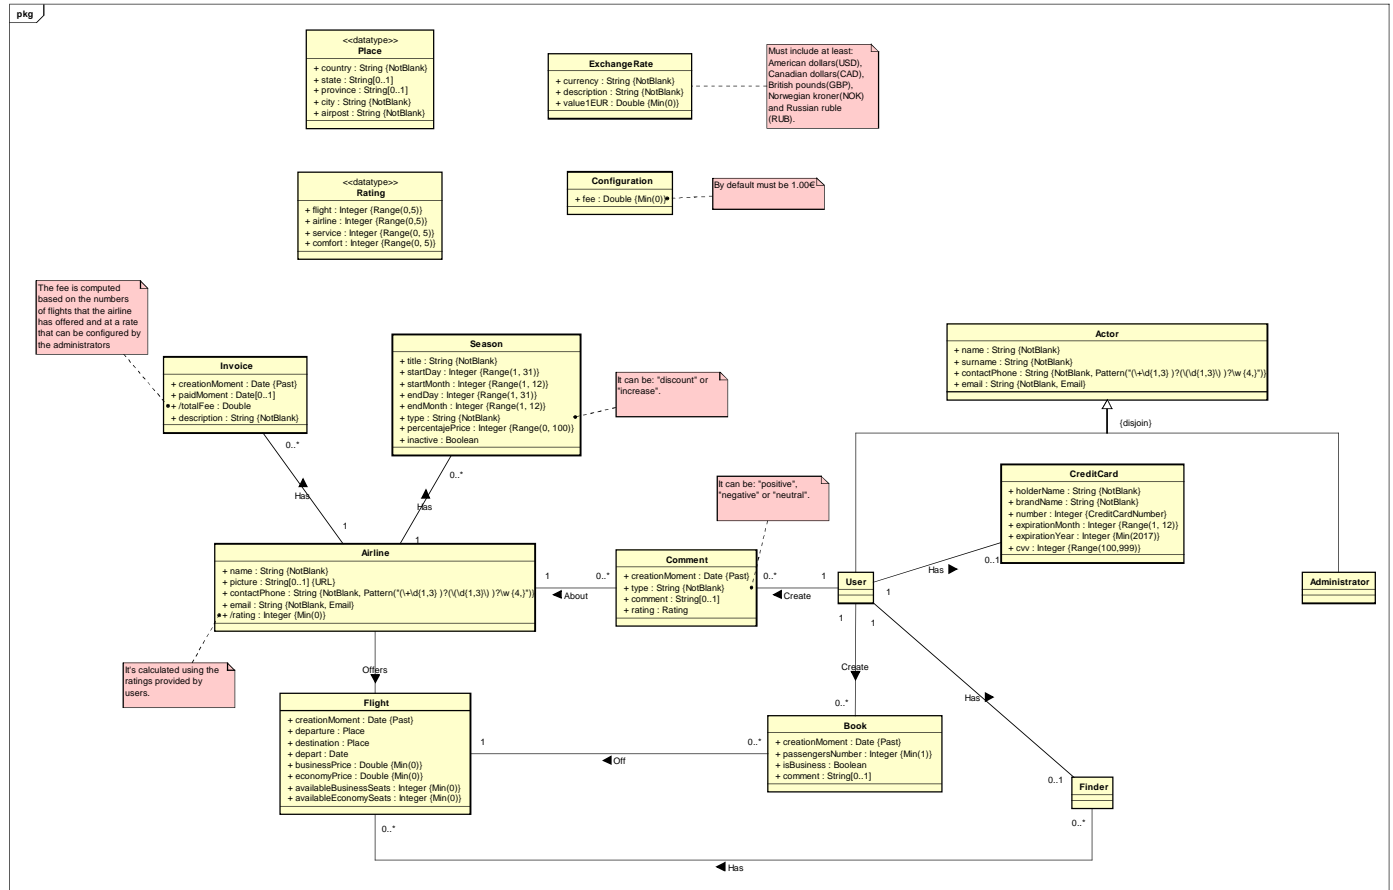 pkg
<<datatype>>
Place
+ country : String {NotBlank}
+ state : String[0..1]
+ province : String[0..1]
+ city : String {NotBlank}
+ airpost : String {NotBlank}
ExchangeRate
+ currency : String {NotBlank}
+ description : String {NotBlank}
+ value1EUR : Double {Min(0)}
Must include at least:
American dollars(USD),
Canadian dollars(CAD),
British pounds(GBP),
Norwegian kroner(NOK)
and Russian ruble
(RUB).
<<datatype>>
Rating
+ flight : Integer {Range(0,5)}
+ airline : Integer {Range(0,5)}
+ service : Integer {Range(0, 5)}
+ comfort : Integer {Range(0, 5)}
Configuration
+ fee : Double {Min(0)}
By default must be 1.00€
The fee is computed
based on the numbers
of flights that the airline
has offered and at a rate
that can be configured by
the administrators
Invoice
+ creationMoment : Date {Past}
+ paidMoment : Date[0..1]
+ /totalFee : Double
+ description : String {NotBlank}
Season
+ title : String {NotBlank}
+ startDay : Integer {Range(1, 31)}
+ startMonth : Integer {Range(1, 12)}
+ endDay : Integer {Range(1, 31)}
+ endMonth : Integer {Range(1, 12)}
+ type : String {NotBlank}
+ percentajePrice : Integer {Range(0, 100)}
+ inactive : Boolean
It can be: "discount" or
"increase".
Actor
+ name : String {NotBlank}
+ surname : String {NotBlank}
+ contactPhone : String {NotBlank, Pattern("(\+\d{1,3} )?(\(\d{1,3}\) )?\w {4,}")}
+ email : String {NotBlank, Email}
{disjoin}
0..*
Has
1
0..*
Has
1
It can be: "positive",
"negative" or "neutral".
CreditCard
+ holderName : String {NotBlank}
+ brandName : String {NotBlank}
+ number : Integer {CreditCardNumber}
+ expirationMonth : Integer {Range(1, 12)}
+ expirationYear : Integer {Min(2017)}
+ cvv : Integer {Range(100,999)}
Airline
+ name : String {NotBlank}
+ picture : String[0..1] {URL}
+ contactPhone : String {NotBlank, Pattern("(\+\d{1,3} )?(\(\d{1,3}\) )?\w {4,}")}
+ email : String {NotBlank, Email}
+ /rating : Integer {Min(0)}
1
0..*
About
Comment
+ creationMoment : Date {Past}
+ type : String {NotBlank}
+ comment : String[0..1]
+ rating : Rating
0..*
1
Create
User
Has
0..1
1
Administrator
It's calculated using the
ratings provided by
users.
Offers
1
1
Create
0..*
Has
0..1
Flight
+ creationMoment : Date {Past}
+ departure : Place
+ destination : Place
+ depart : Date
+ businessPrice : Double {Min(0)}
+ economyPrice : Double {Min(0)}
+ availableBusinessSeats : Integer {Min(0)}
+ availableEconomySeats : Integer {Min(0)}
1
0..*
Off
Book
+ creationMoment : Date {Past}
+ passengersNumber : Integer {Min(1)}
+ isBusiness : Boolean
+ comment : String[0..1]
Finder
0..*
0..*
Has